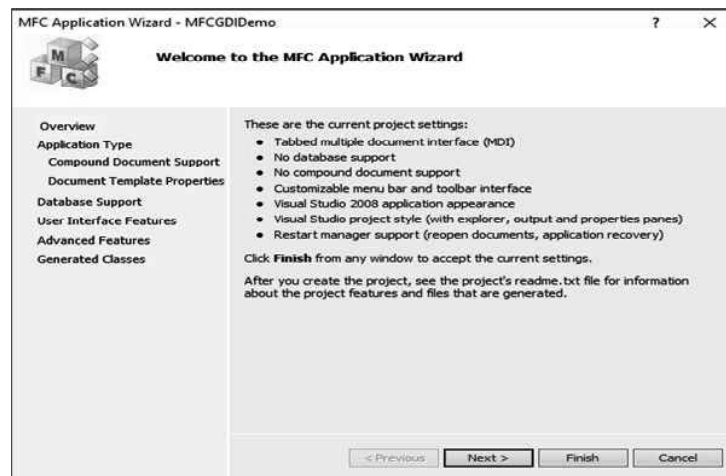 MFC Application Wizard - MFCGDIDemo
? ×
M
F C
Welcome to the MFC Application Wizard
Overview
Application Type
Compound Document Support
Document Template Properties
Database Support
User Interface Features
Advanced Features
Generated Classes
These are the current project settings:
• Tabbed multiple document interface (MDI)
• No database support
• No compound document support
• Customizable menu bar and toolbar interface
• Visual Studio 2008 application appearance
• Visual Studio project style (with explorer, output and properties panes)
• Restart manager support (reopen documents, application recovery)
Click Finish from any window to accept the current settings.
After you create the project, see the project's readme.txt file for information
about the project features and files that are generated.
< Previous Next > Finish Cancel